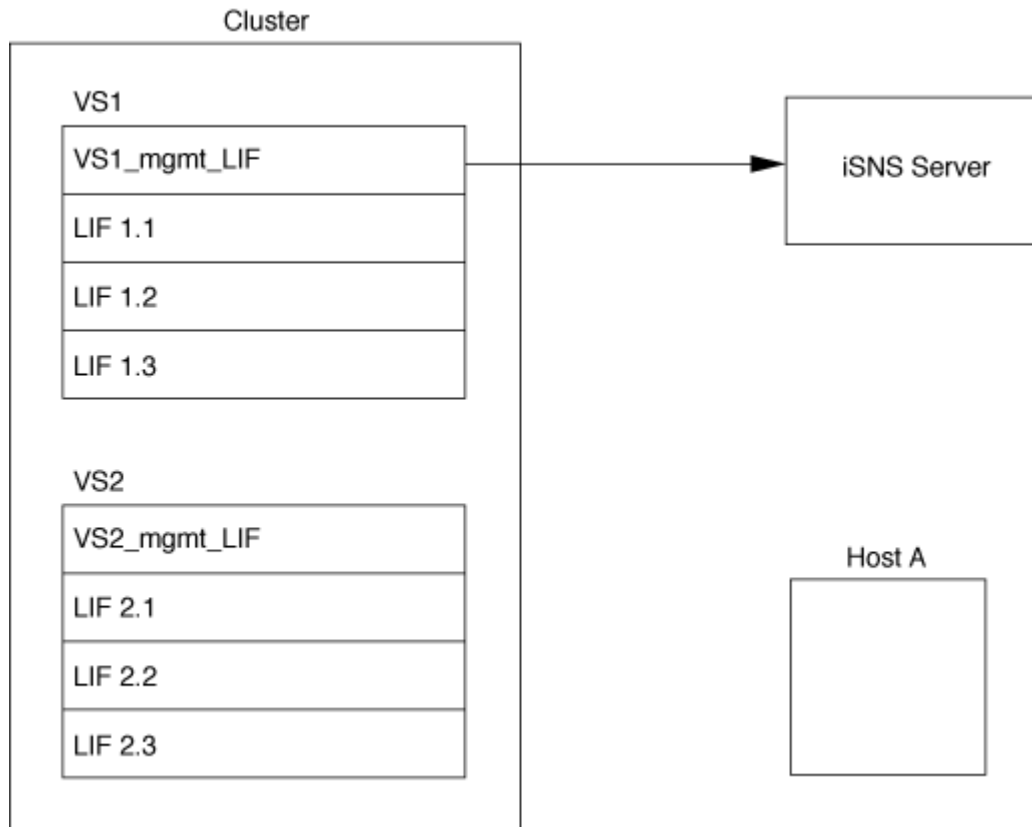 Cluster
VS1
VS1_mgmt_LIF
LIF 1.1
LIF 1.2
LIF 1.3
iSNS Server
VS2
VS2_mgmt_LIF
LIF 2.1
LIF 2.2
LIF 2.3
Host A